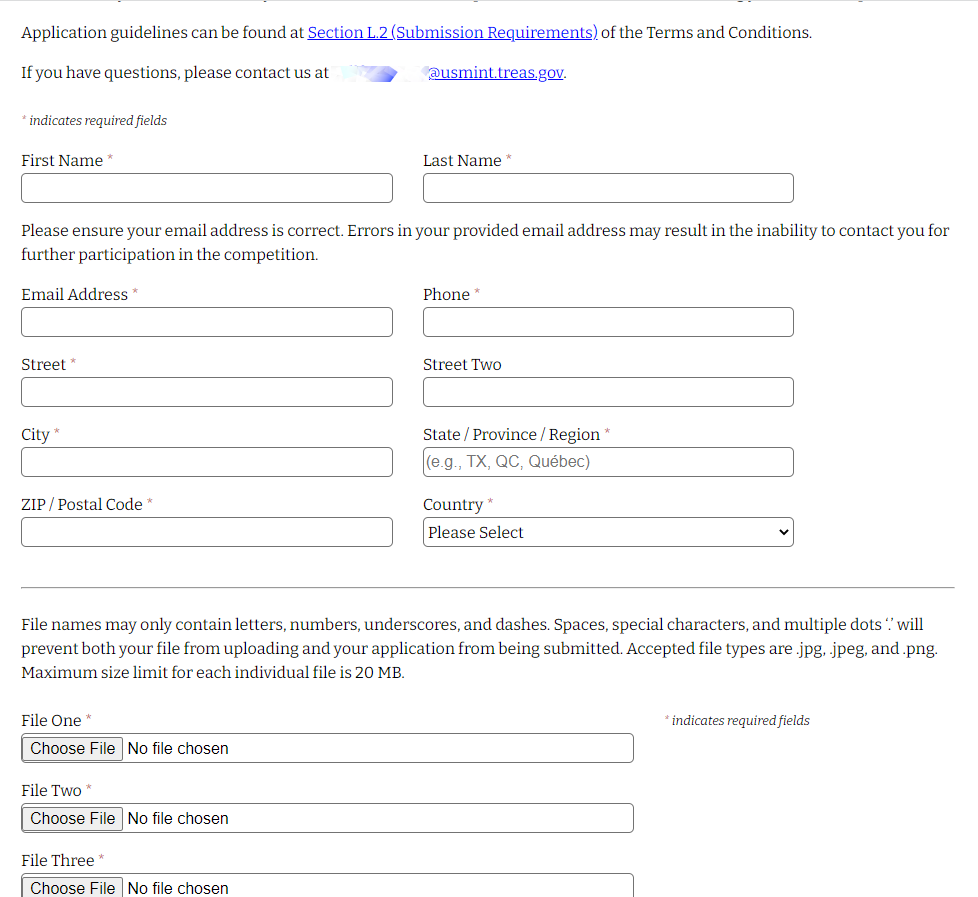 Application guidelines can be found at Section L.2 (Submission Requirements) of the Terms and Conditions.
If you have questions, please contact us at @usmint.treas.gov.
* indicates required fields
First Name *
Last Name *
Please ensure your email address is correct. Errors in your provided email address may result in the inability to contact you for
further participation in the competition.
Email Address *
Phone *
Street *
Street Two
City *
State / Province / Region *
(e.g., TX, QC, Québec)
ZIP / Postal Code *
Country *
Please Select
File names may only contain letters, numbers, underscores, and dashes. Spaces, special characters, and multiple dots ‘.’ will
prevent both your file from uploading and your application from being submitted. Accepted file types are .jpg, .jpeg, and .png.
Maximum size limit for each individual file is 20 MB.
File One *
* indicates required fields
Choose File No file chosen
File Two *
Choose File No file chosen
File Three *
Choose File No file chosen